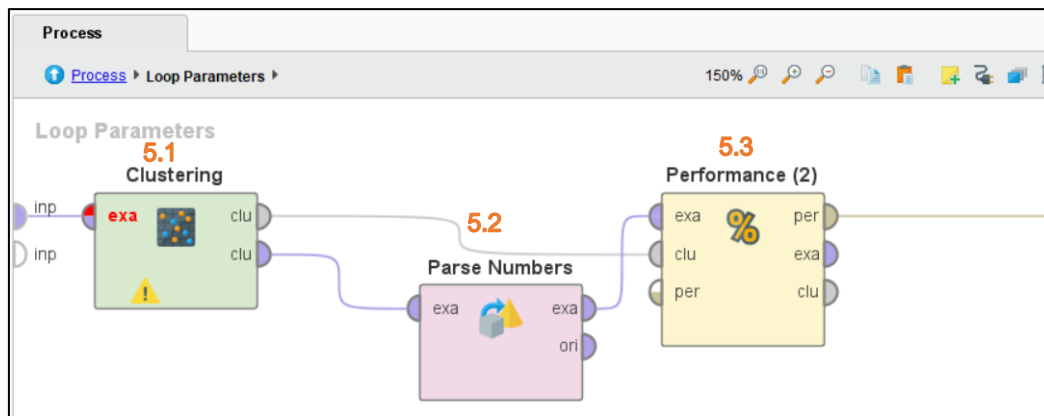 Process
Process Loop Parameters
150%
Loop Parameters
5.1
Clustering
inp
inp
exa
clu
clu
5.2
Parse Numbers
exa
exa
ori
5.3
Performance (2)
exa
clu
per
%
per
exa
clu